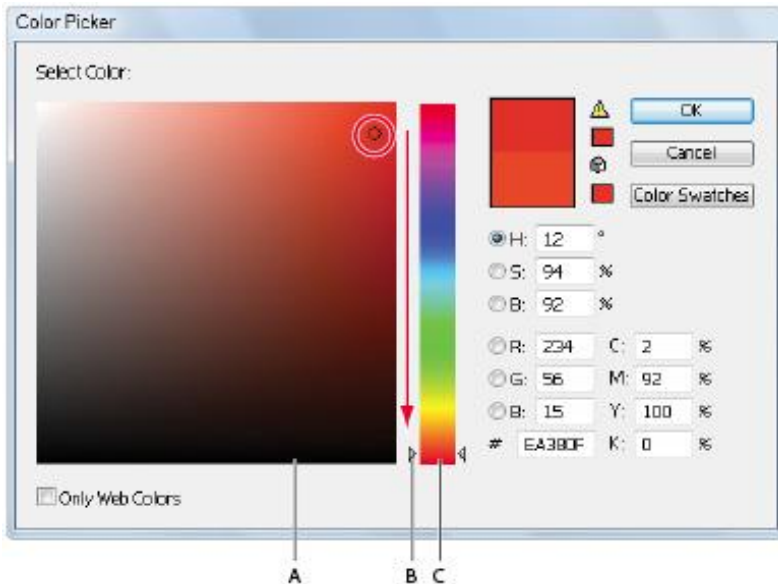 Color Picker
Select Color:
OK
Cancel
Color Swatches
H: 12 °
S: 94 %
B: 92 %
R: 234 C: 2 %
G: 56 M: 92 %
B: 15 Y: 100 %
# EA380F K: 0 %
Only Web Colors
A B C